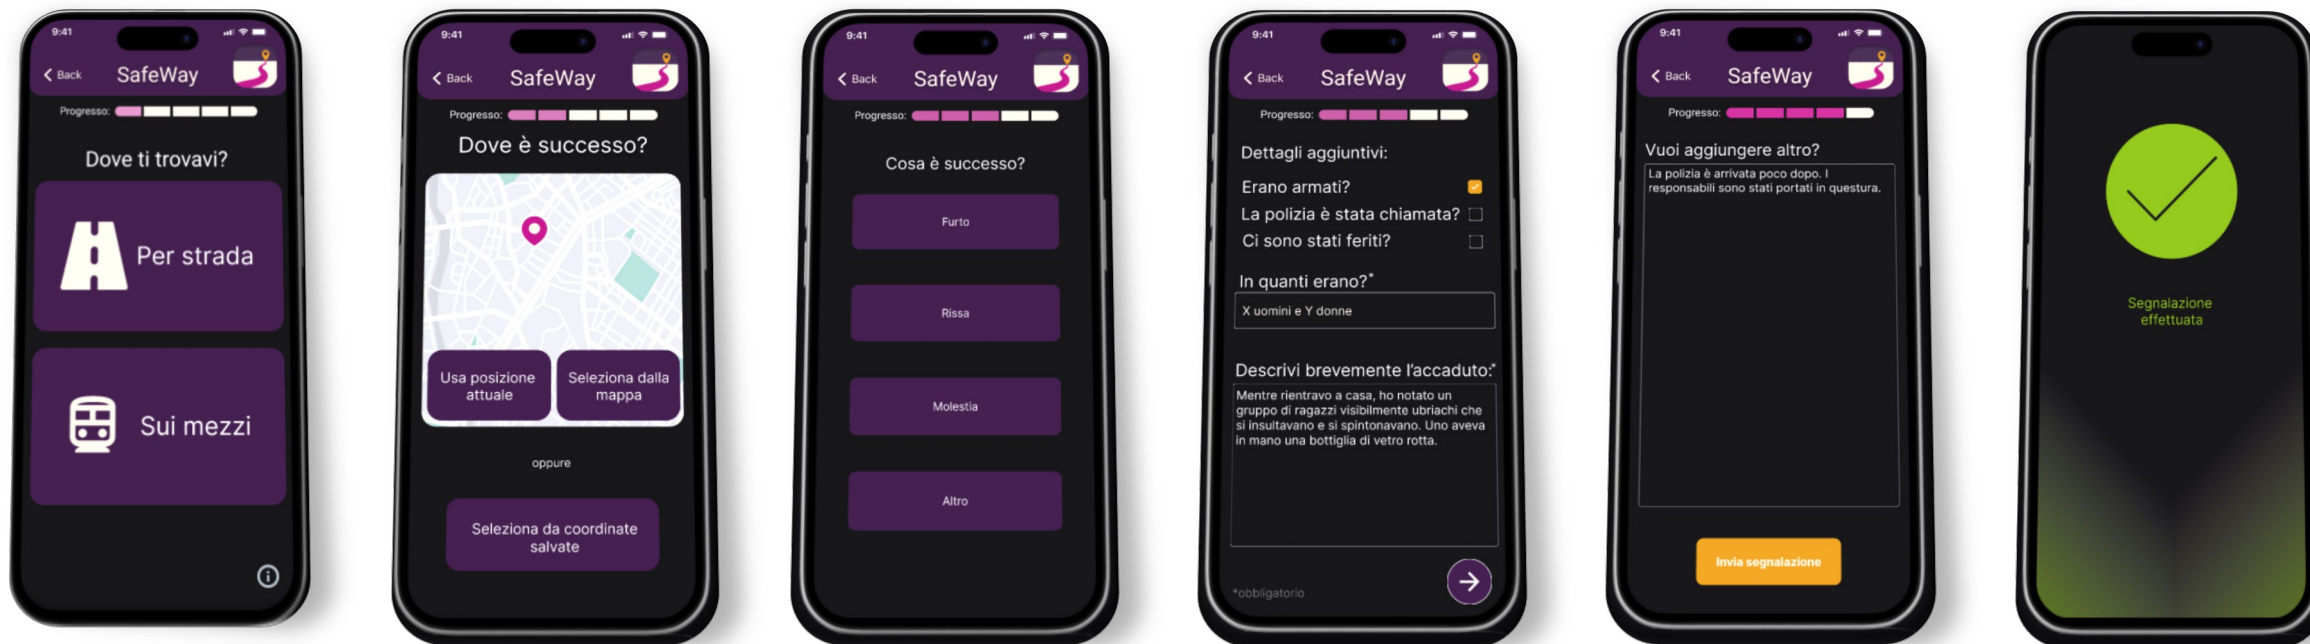 9:41
Back
SafeWay
Progresso:
Dove ti trovavi?
Per strada
Sui mezzi
9:41
Back
SafeWay
Progresso:
Dove è successo?
Usa posizione
attuale
Seleziona dalla
mappa
oppure
Seleziona da coordinate
salvate
9:41
Back
SafeWay
Progresso:
Cosa è successo?
Furto
Rissa
Molestia
Altro
9:41
Back
SafeWay
Progresso:
Dettagli aggiuntivi:
Erano armati?
La polizia è stata chiamata?
Ci sono stati feriti?
In quanti erano?*
X uomini e Y donne
Descrivi brevemente l'accaduto:*
Mentre rientravo a casa, ho notato un
gruppo di ragazzi visibilmente ubriachi che
si insultavano e si spintonavano. Uno aveva
in mano una bottiglia di vetro rotta.
*obbligatorio
9:41
Back
SafeWay
Progresso:
Vuoi aggiungere altro?
La polizia è arrivata poco dopo. I
responsabili sono stati portati in questura.
Invia segnalazione
Segnalazione
effettuata